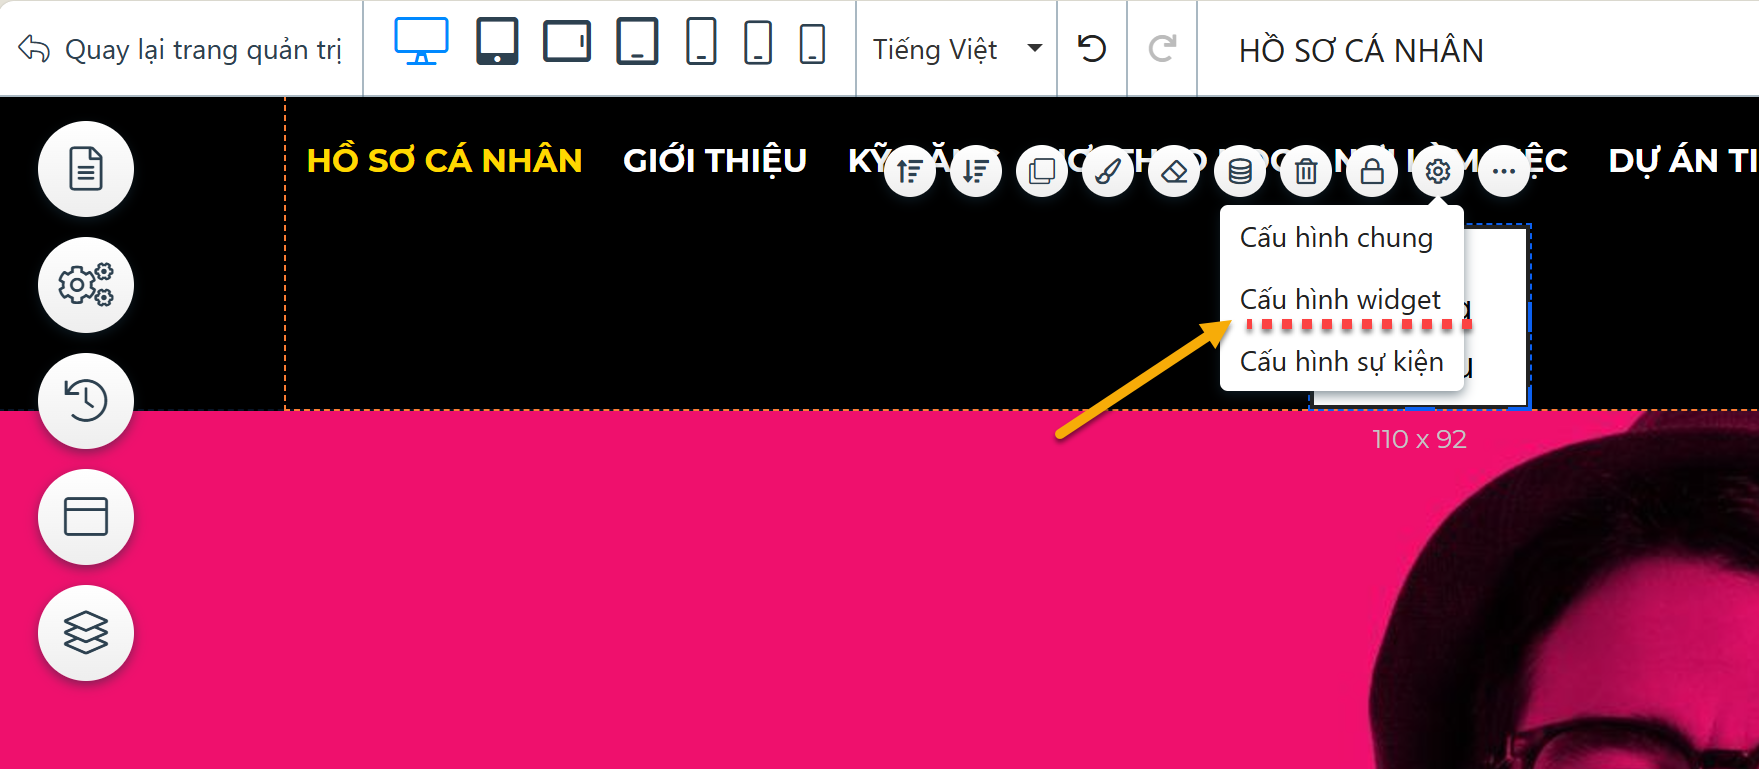 Quay lại trang quản trị
Tiếng Việt
HỒ SƠ CÁ NHÂN
HỒ SƠ CÁ NHÂN GIỚI THIỆU DỰ ÁN
Cấu hình chung
Cấu hình widget
Cấu hình sự kiện
110 x 92